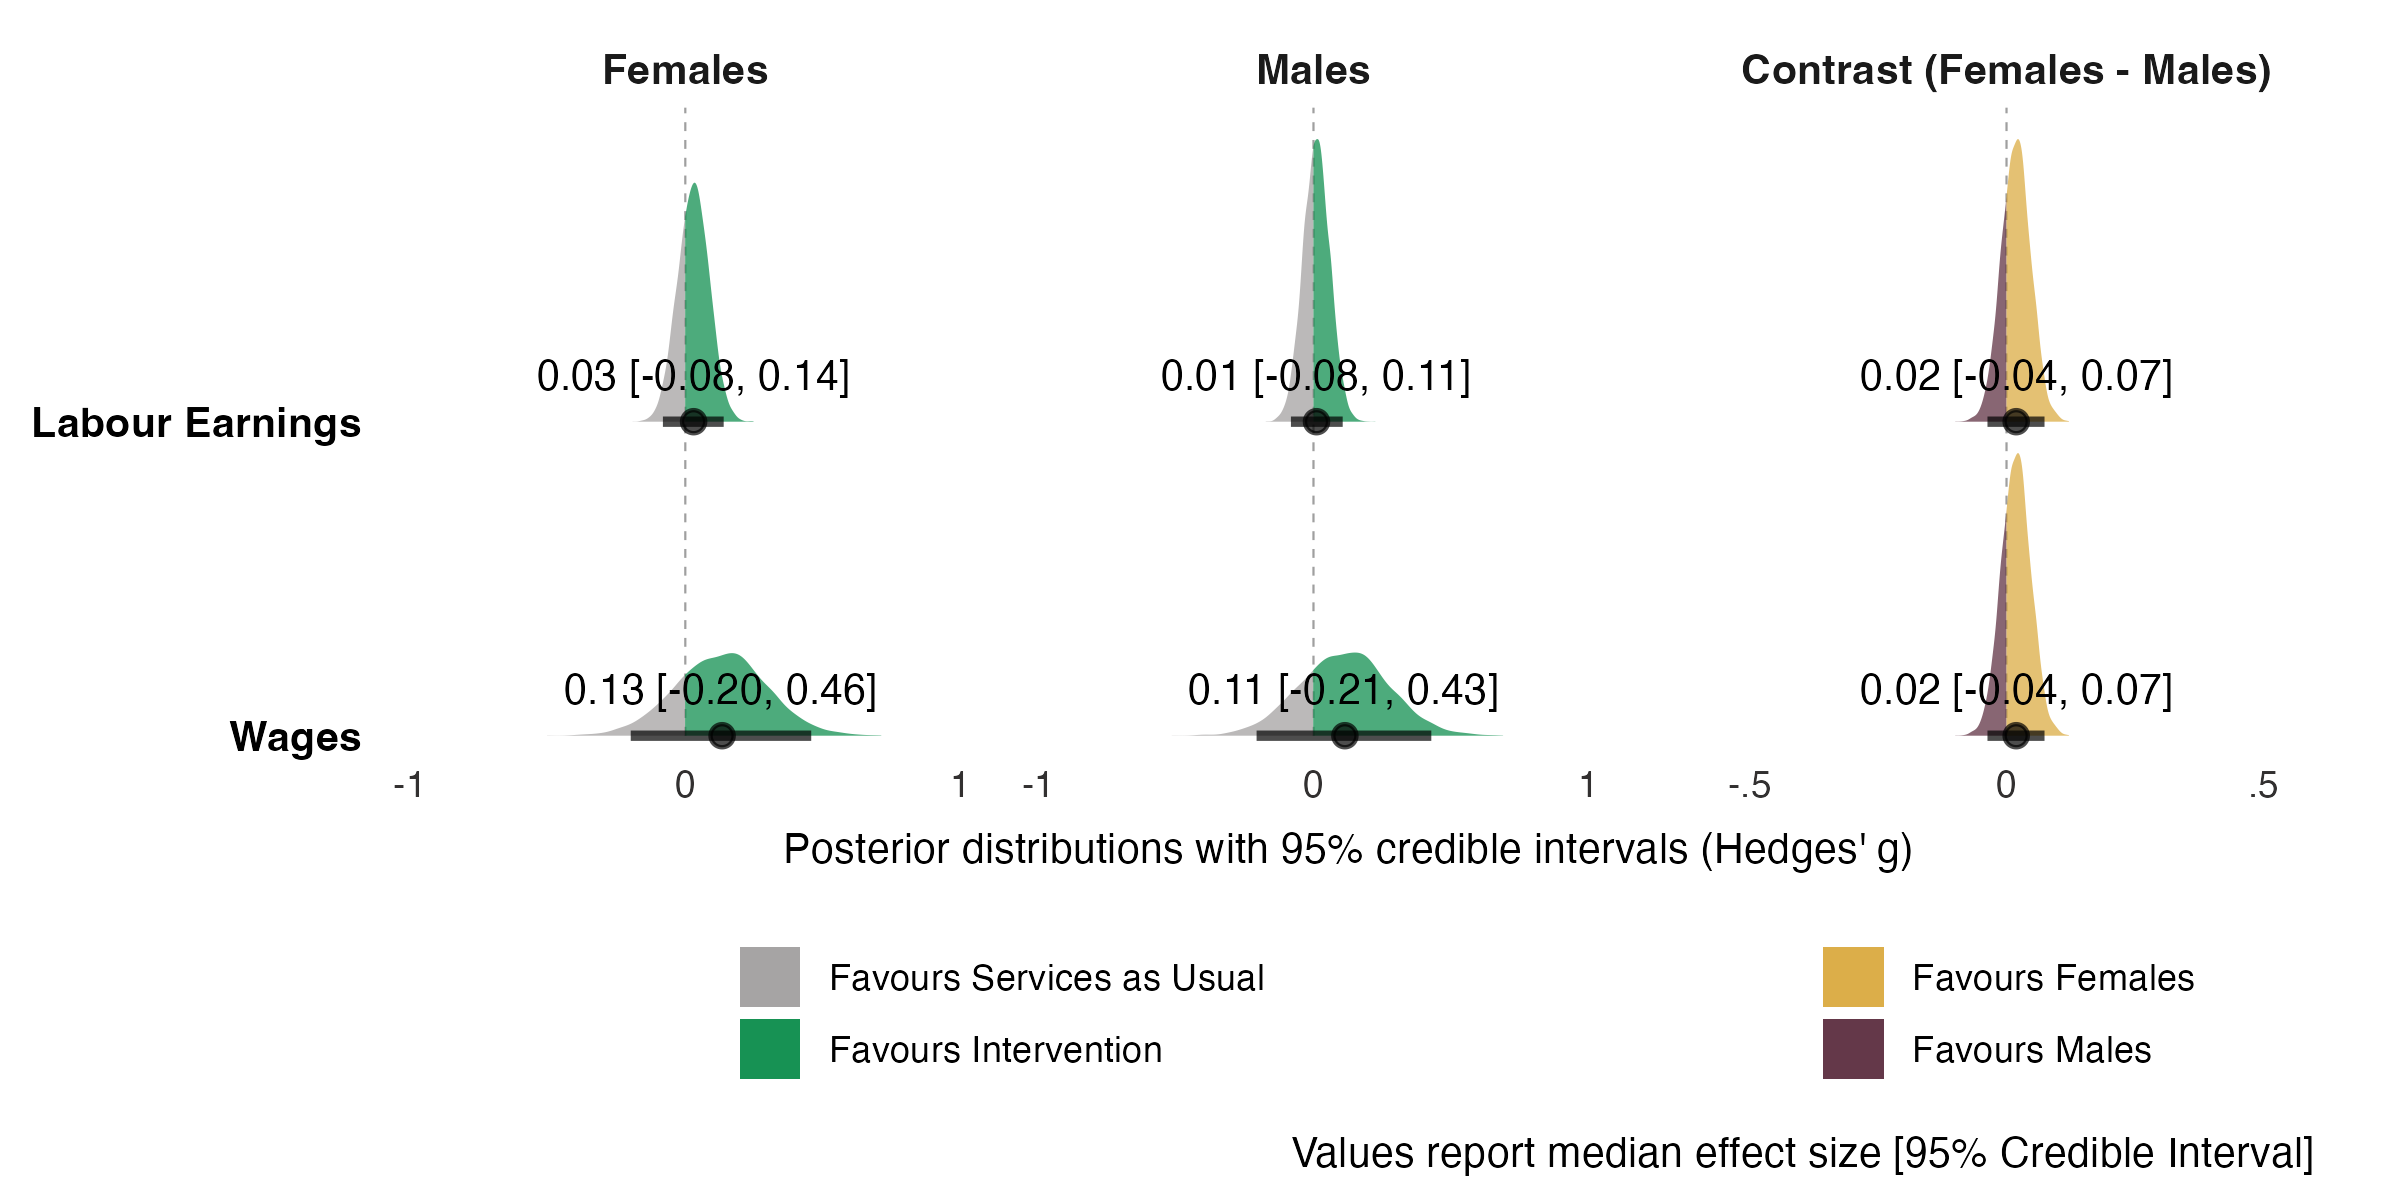 Females Males Contrast (Females - Males)
0.03 [-0.08, 0.14] 0.01 [-0.08, 0.11] 0.02 [-0.04, 0.07]
Labour Earnings
0.13 [-0.20, 0.46] 0.11 [-0.21, 0.43] 0.02 [-0.04, 0.07]
Wages
-1 0 1 -1 0 1 -.5 0 .5
Posterior distributions with 95% credible intervals (Hedges' g)
Favours Services as Usual Favours Females
Favours Intervention Favours Males
Values report median effect size [95% Credible Interval]